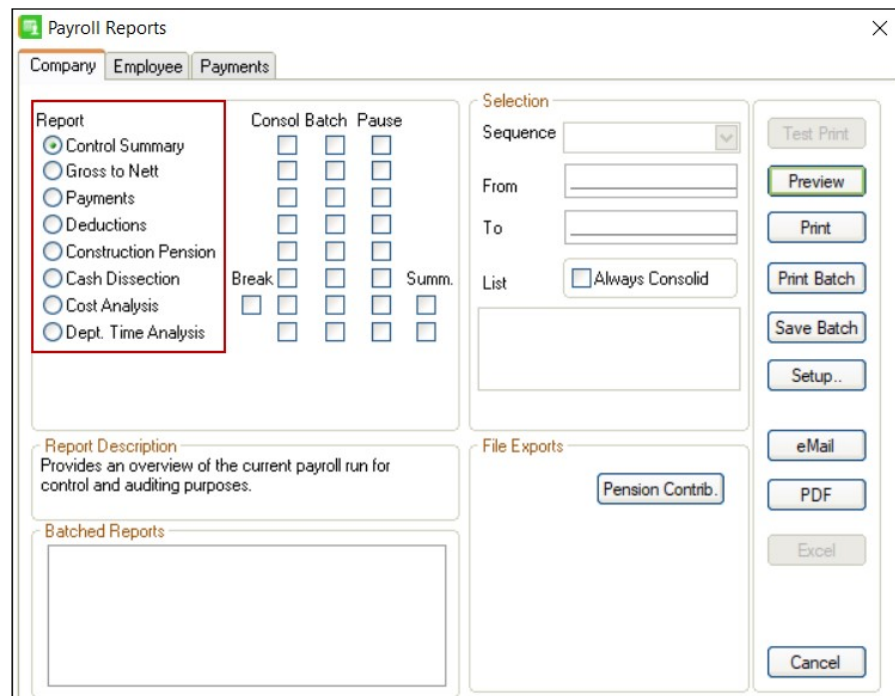 Payroll Reports
Company Employee Payments
Report Consol Batch Pause
Control Summary
Gross to Nett
Payments
Deductions
Construction Pension
Cash Dissection Break Summ.
Cost Analysis
Dept. Time Analysis
Selection
Sequence
From
To
List Always Consolid
Report Description
Provides an overview of the current payroll run for
control and auditing purposes.
Batched Reports
File Exports
Pension Contrib.
Test Print
Preview
Print
Print Batch
Save Batch
Setup..
eMail
PDF
Excel
Cancel